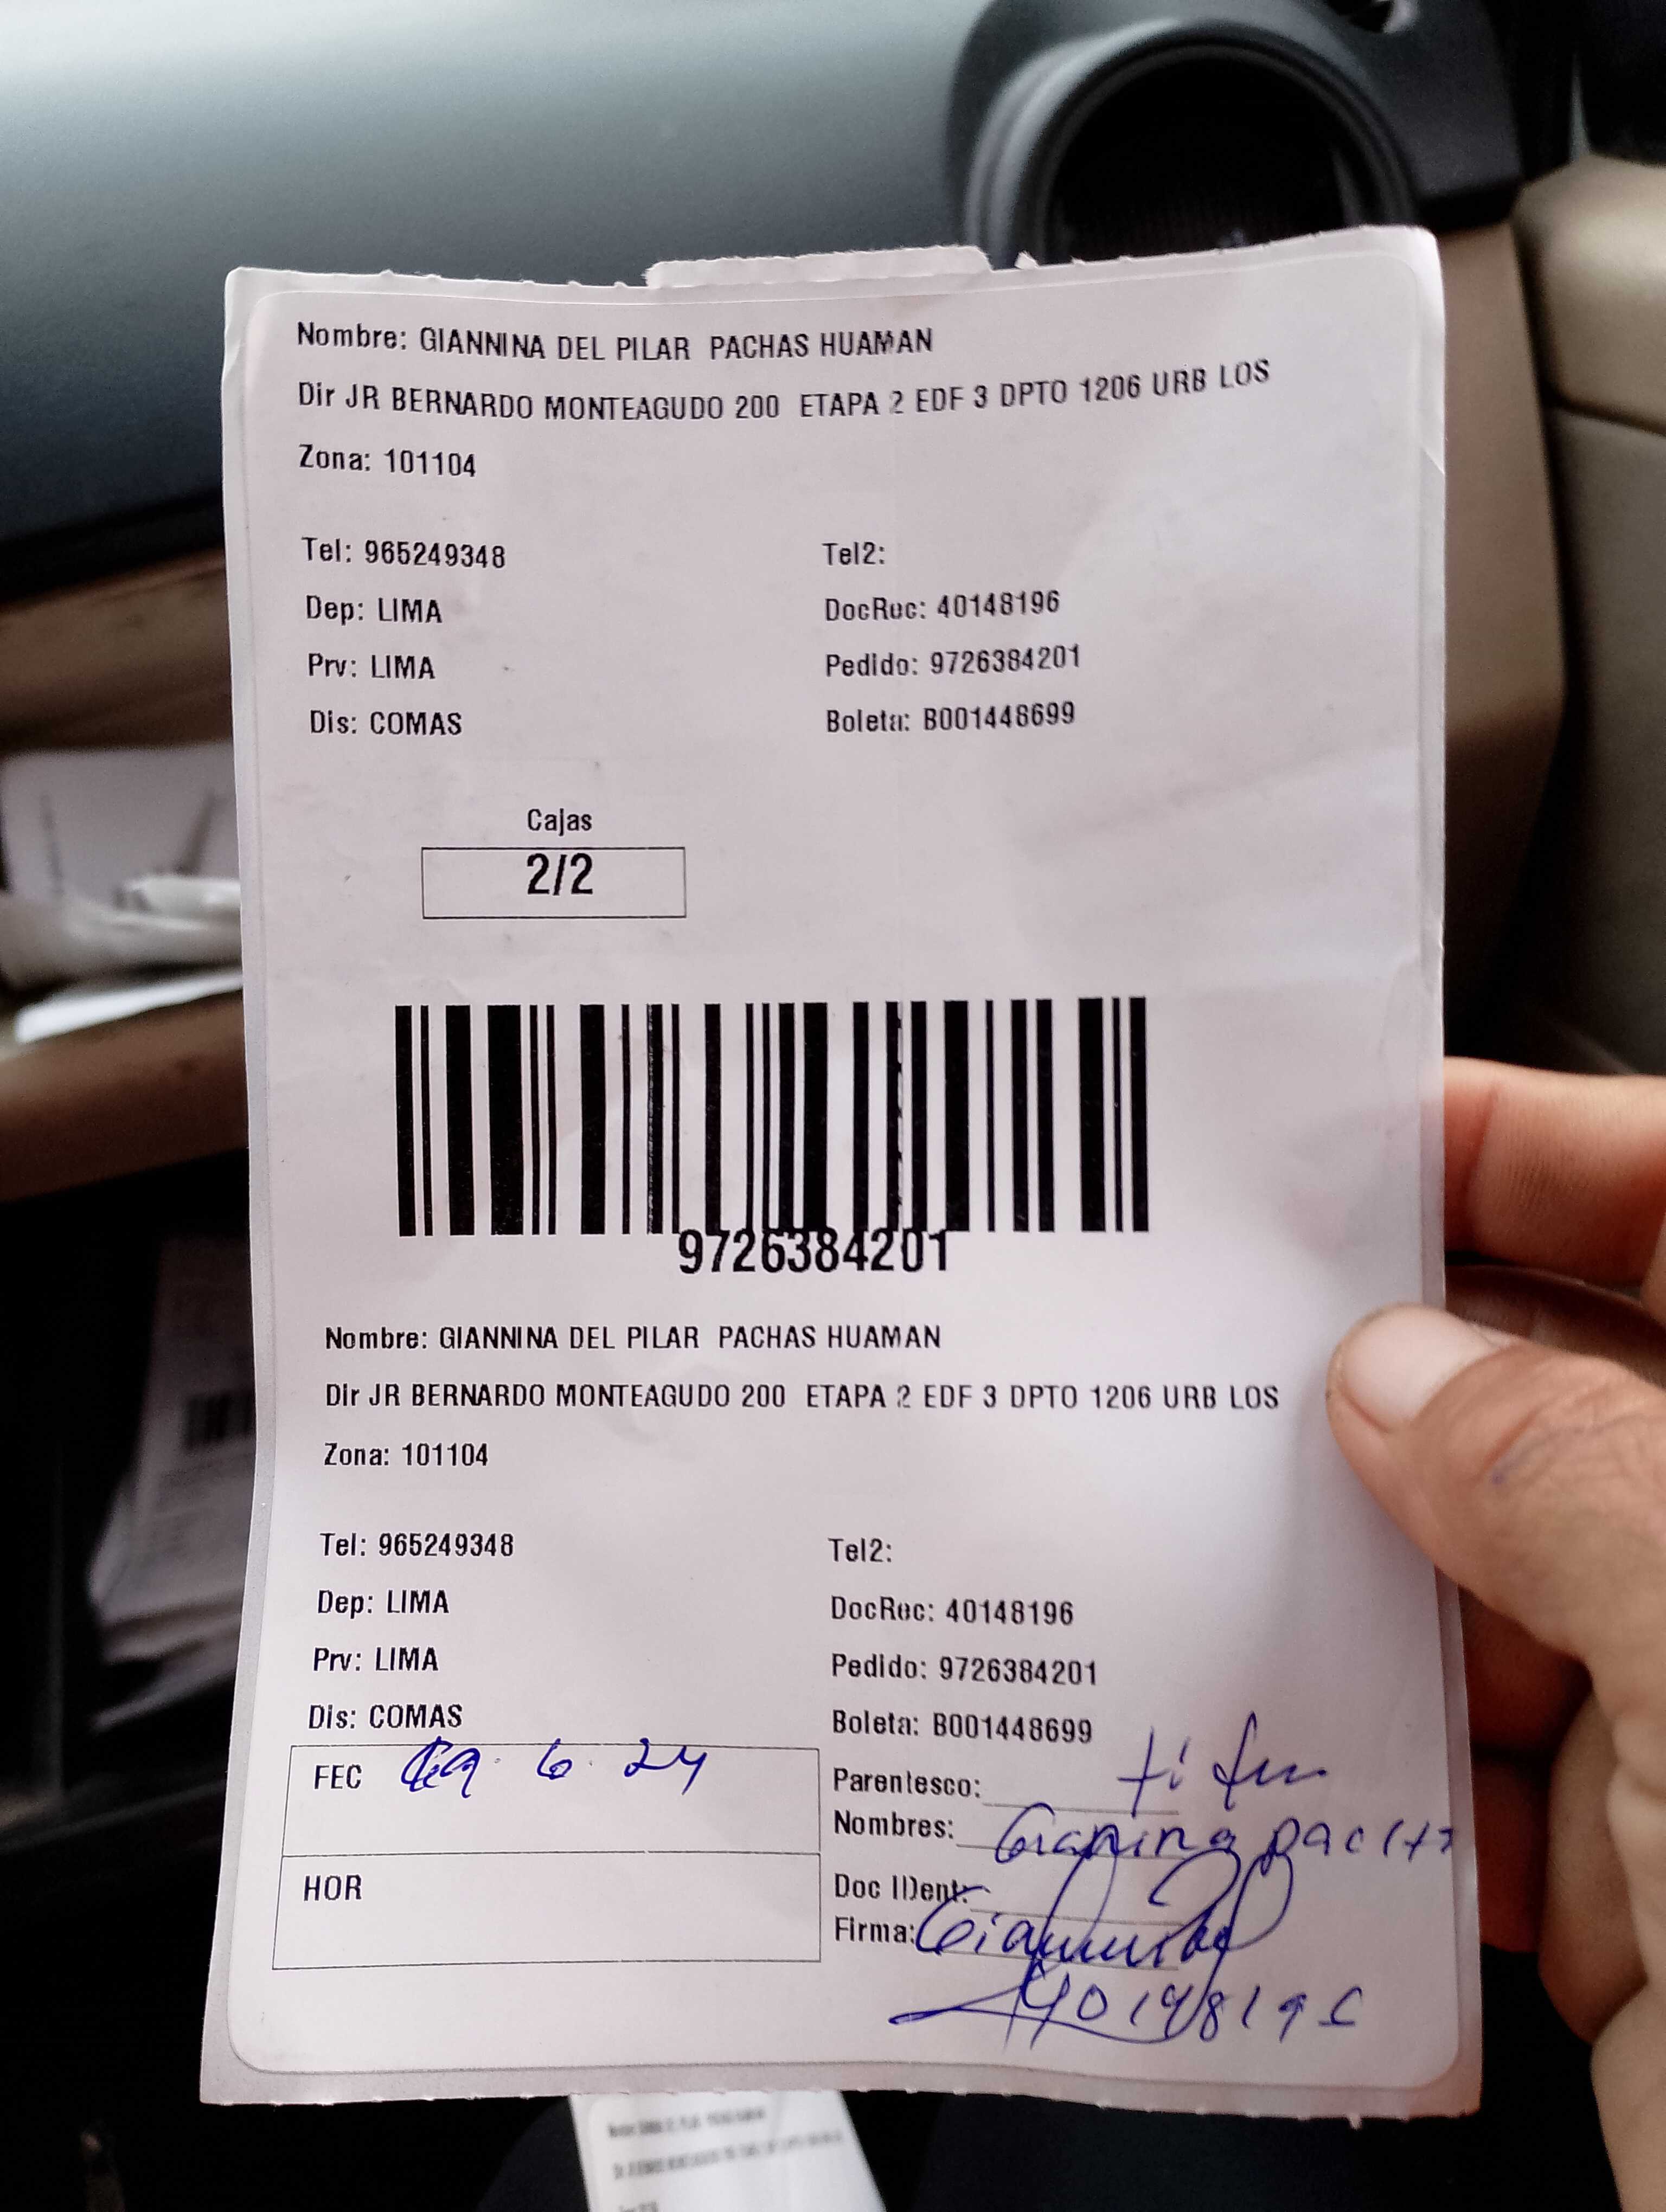 Nombre: GIANNINA DEL PILAR PACHAS HUAMAN
Dir JR BERNARDO MONTEAGUDO 200 ETAPA 2 EDF 3 DPTO 1206 URB LOS
Zona: 101104
Tel: 965249348 Tel2:
Dep: LIMA DocRec: 40148196
Prv: LIMA Pedido: 9726384201
Dis: COMAS Boleta: B001448699
Cajas
2/2
9726384201
Nombre: GIANNINA DEL PILAR PACHAS HUAMAN
Dir JR BERNARDO MONTEAGUDO 200 ETAPA 2 EDF 3 DPTO 1206 URB LOS
Zona: 101104
Tel: 965249348 Tel2:
Dep: LIMA DocRec: 40148196
Prv: LIMA Pedido: 9726384201
Dis: COMAS Boleta: B001448699
FEC 6 24
Parentesco:
Nombres: Gianina
HOR
Doc IDent:
Firma:
40148196